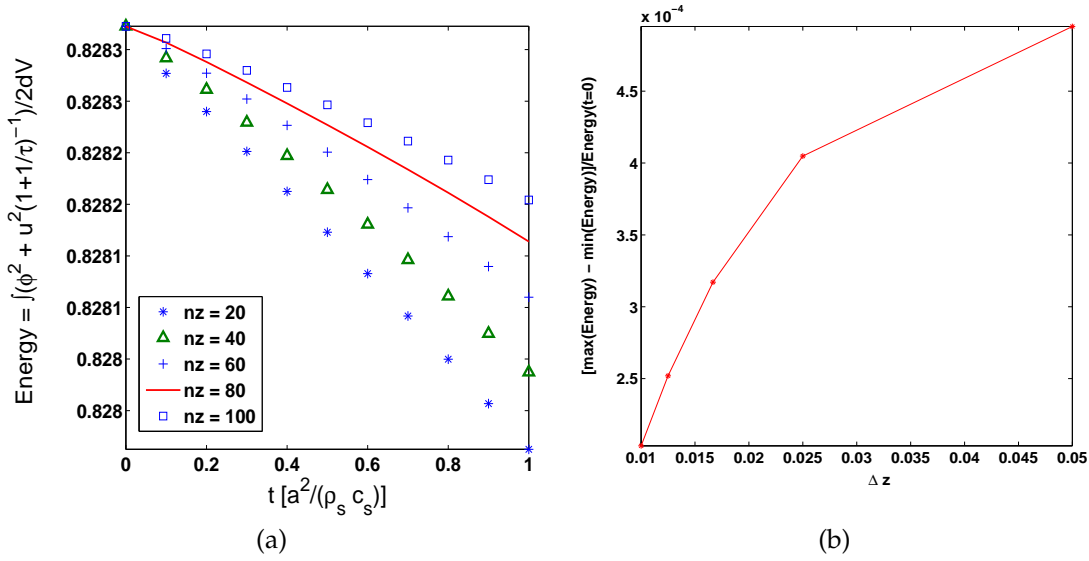 Energy = ∫(ϕ² + u²(1+1/τ)⁻¹)/2dV
0.8283
0.8283
0.8282
0.8282
0.8281
0.8281
0.828
0.828
nz = 20
nz = 40
nz = 60
nz = 80
nz = 100
0 0.2 0.4 0.6 0.8 1
t [a²/(ρ_s c_s)]
(a)
x 10⁻⁴
[max(Energy) − min(Energy)]/Energy(t=0)
4.5
4
3.5
3
2.5
0.01 0.015 0.02 0.025 0.03 0.035 0.04 0.045 0.05
Δ z
(b)